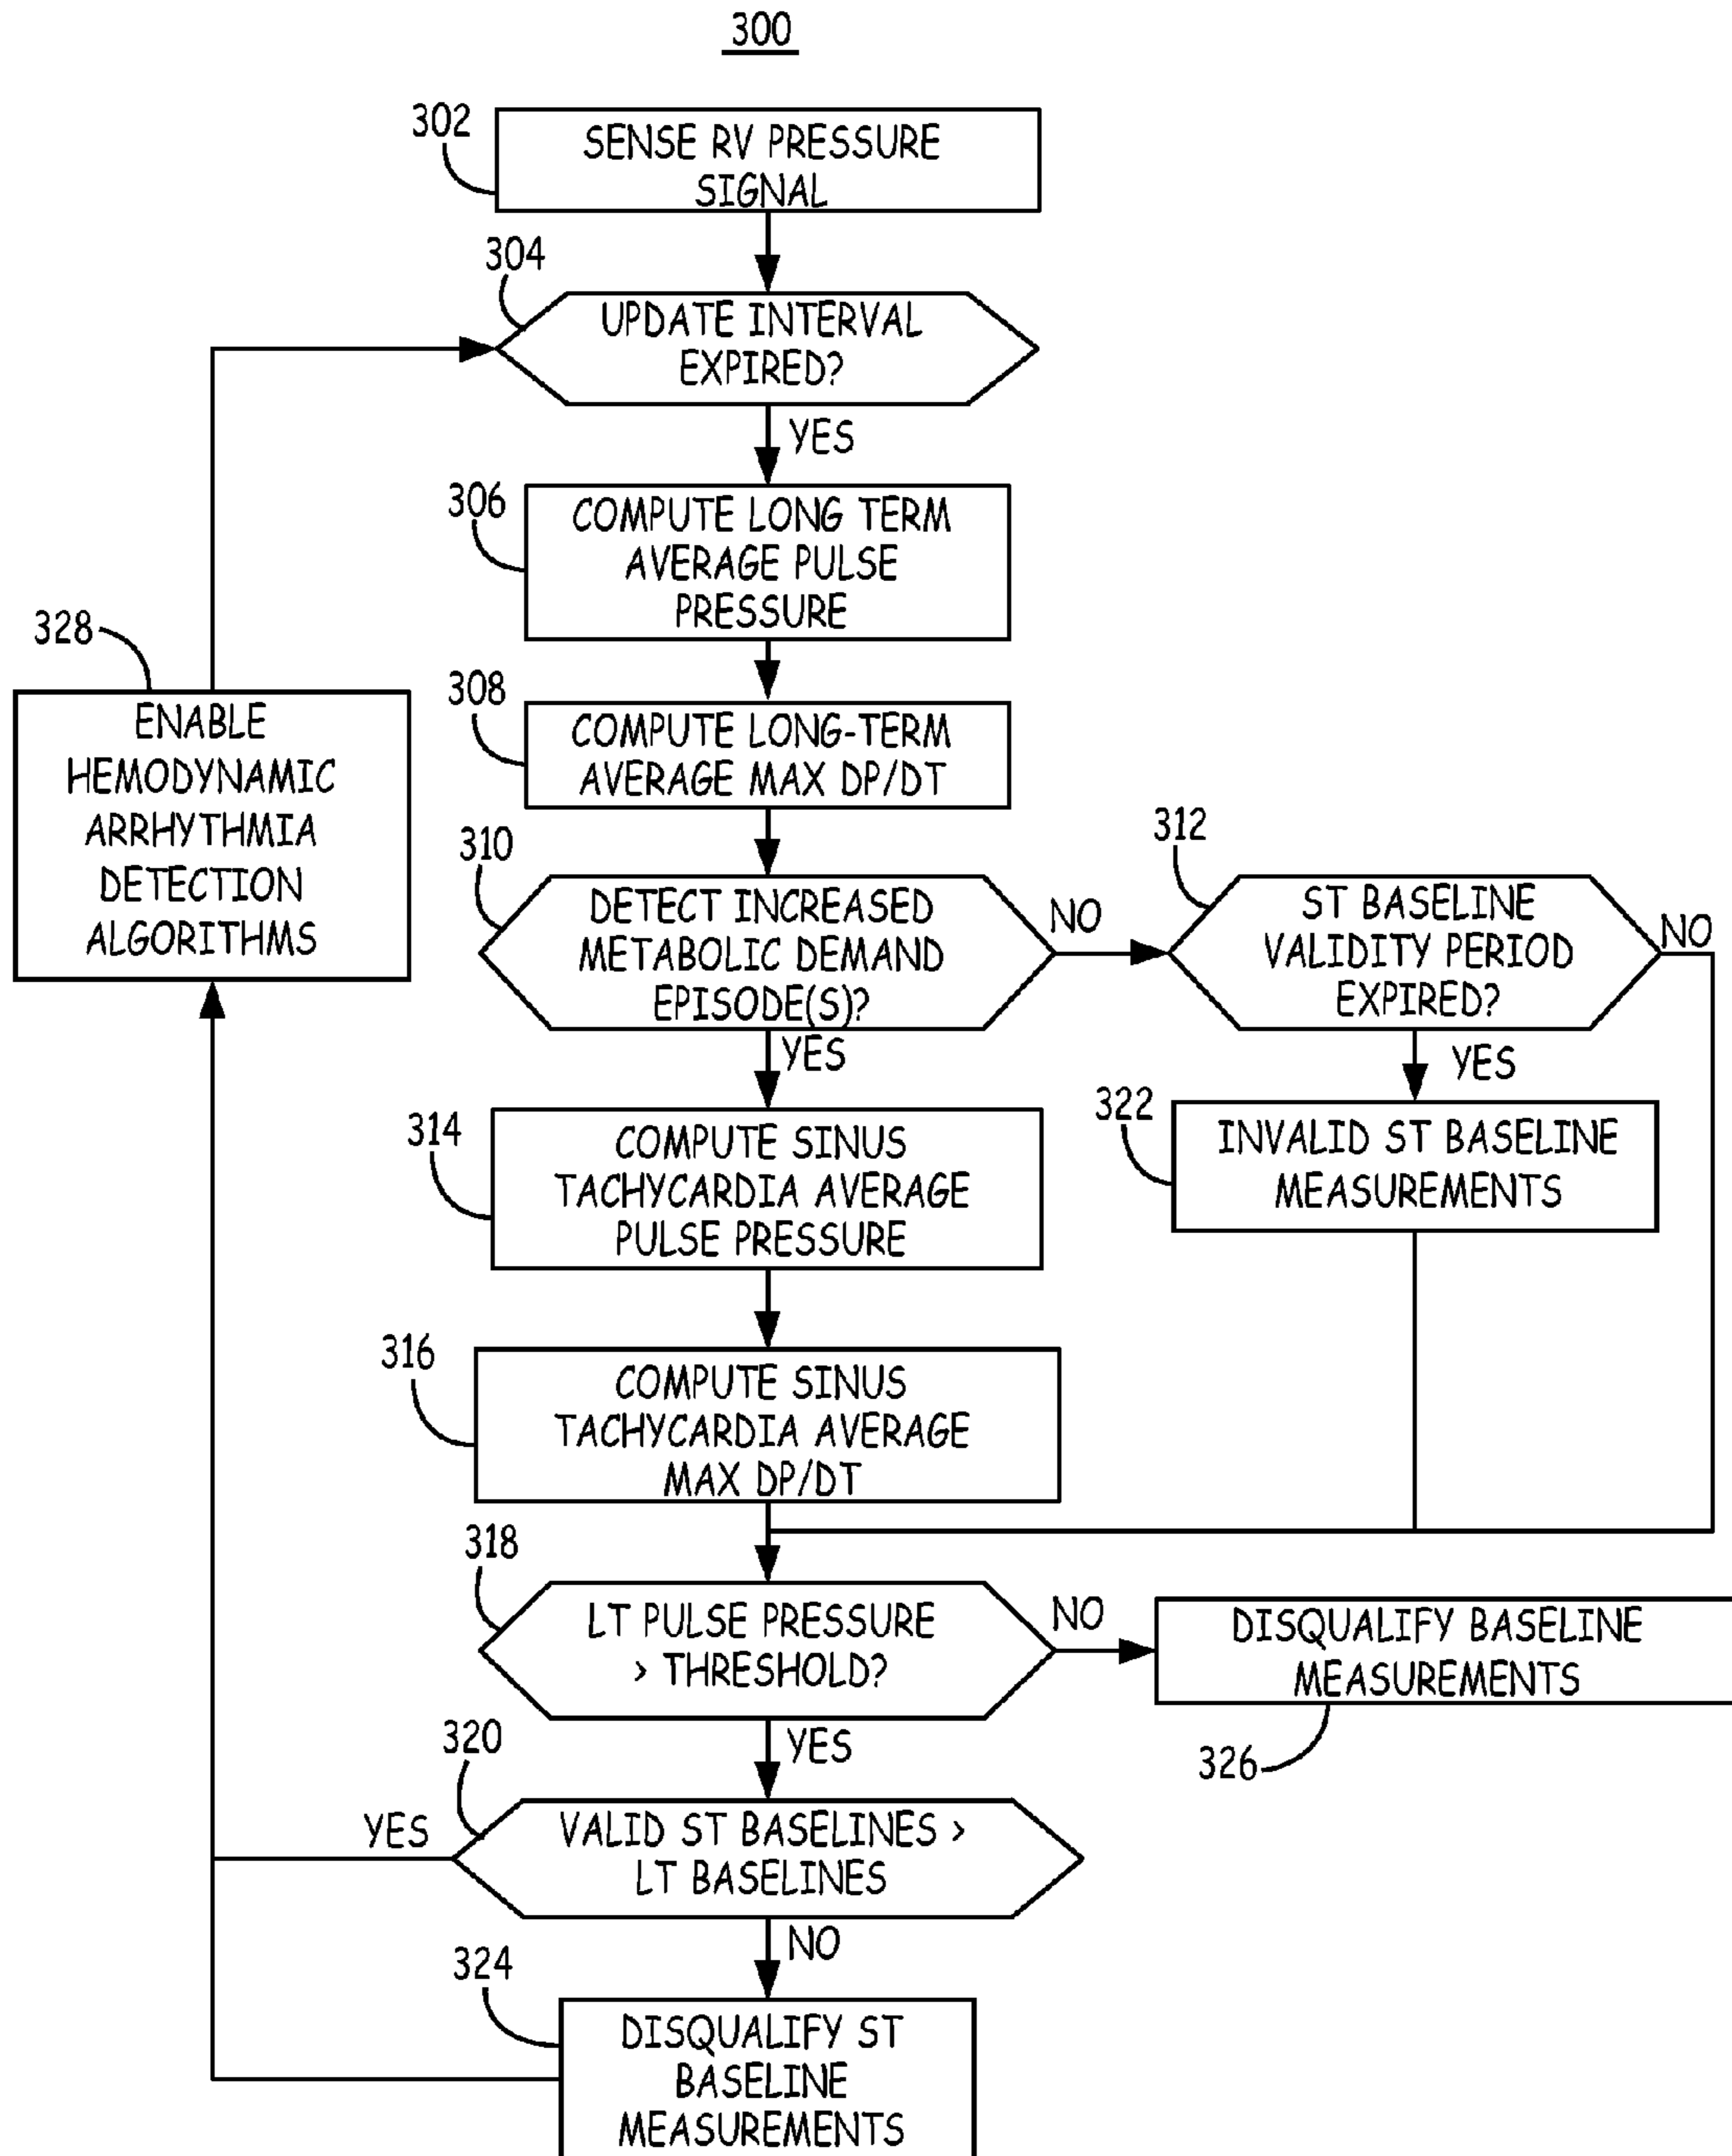 300
302
SENSE RV PRESSURE
SIGNAL
304
UPDATE INTERVAL
EXPIRED?
YES
306
COMPUTE LONG TERM
AVERAGE PULSE
PRESSURE
328
ENABLE
HEMODYNAMIC
ARRHYTHMIA
DETECTION
ALGORITHMS
308
COMPUTE LONG-TERM
AVERAGE MAX DP/DT
310
DETECT INCREASED
METABOLIC DEMAND
EPISODE(S)?
NO
312
ST BASELINE
VALIDITY PERIOD
EXPIRED?
NO
YES
YES
314
COMPUTE SINUS
TACHYCARDIA AVERAGE
PULSE PRESSURE
322
INVALID ST BASELINE
MEASUREMENTS
316
COMPUTE SINUS
TACHYCARDIA AVERAGE
MAX DP/DT
318
LT PULSE PRESSURE
> THRESHOLD?
NO
DISQUALIFY BASELINE
MEASUREMENTS
326
YES
320
VALID ST BASELINES >
LT BASELINES
YES
NO
324
DISQUALIFY ST
BASELINE
MEASUREMENTS